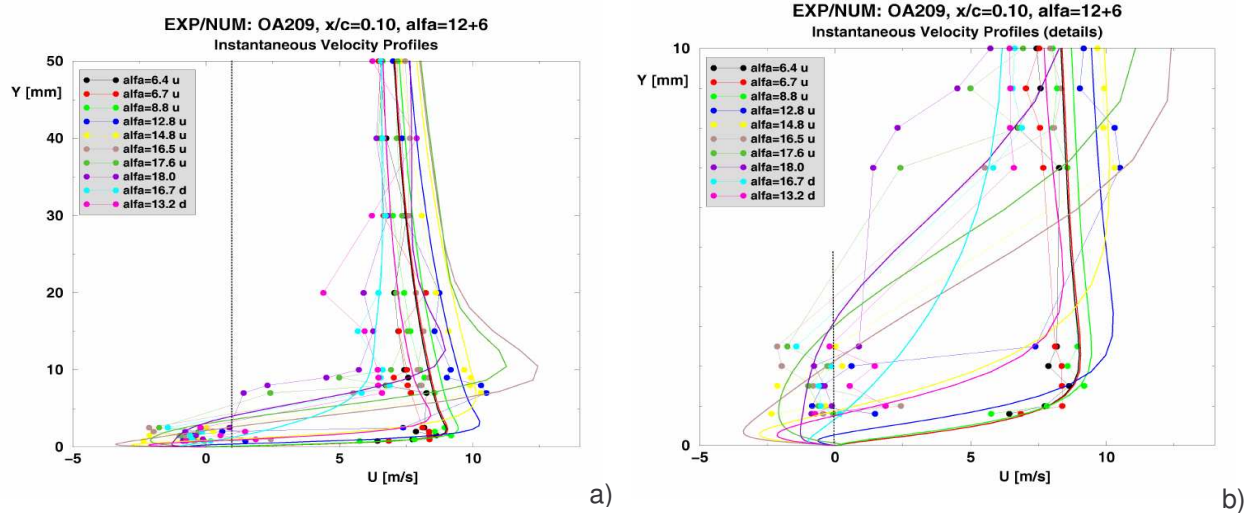 EXP/NUM: OA209, x/c=0.10, alfa=12+6
Instantaneous Velocity Profiles
50
Y [mm]
40
30
20
10
0
alfa=6.4 u
alfa=6.7 u
alfa=8.8 u
alfa=12.8 u
alfa=14.8 u
alfa=16.5 u
alfa=17.6 u
alfa=18.0
alfa=16.7 d
alfa=13.2 d
−5
0
5
10
U [m/s]
a)
EXP/NUM: OA209, x/c=0.10, alfa=12+6
Instantaneous Velocity Profiles (details)
10
Y [mm]
0
alfa=6.4 u
alfa=6.7 u
alfa=8.8 u
alfa=12.8 u
alfa=14.8 u
alfa=16.5 u
alfa=17.6 u
alfa=18.0
alfa=16.7 d
alfa=13.2 d
−5
0
5
10
U [m/s]
b)